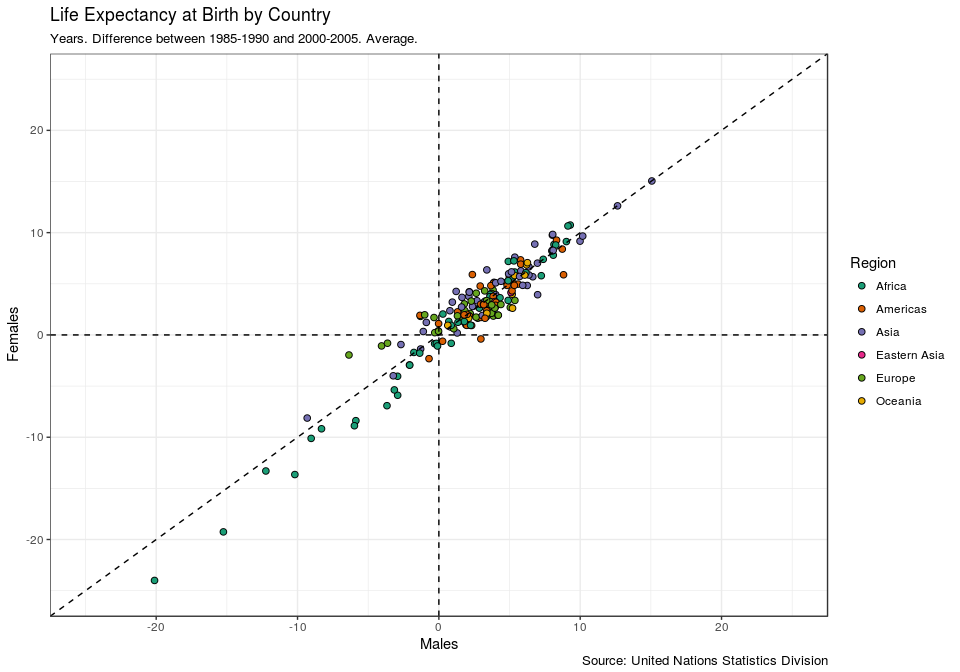 Life Expectancy at Birth by Country
Years. Difference between 1985-1990 and 2000-2005. Average.
Females
20
10
0
-10
-20
-20
-10
0
10
20
Males
Region
Africa
Americas
Asia
Eastern Asia
Europe
Oceania
Source: United Nations Statistics Division